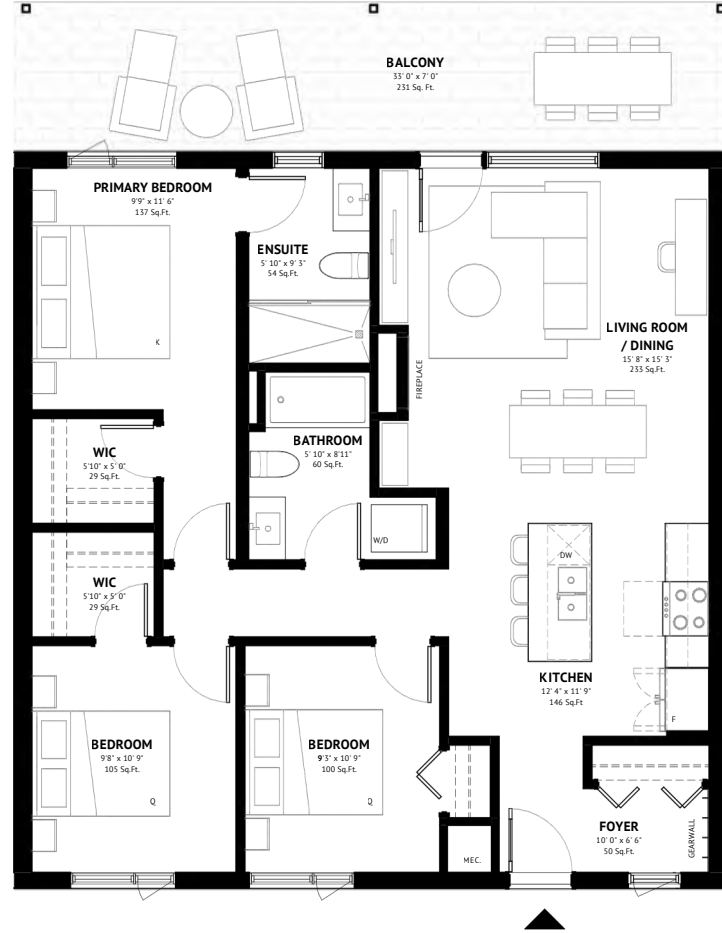 BALCONY
33' 0" x 7' 0"
231 Sq. Ft.
PRIMARY BEDROOM
9'9" x 11' 6"
137 Sq.Ft.
K
ENSUITE
5' 10" x 9' 3"
54 Sq.Ft.
LIVING ROOM
/ DINING
15' 8" x 15' 3"
233 Sq.Ft.
FIREPLACE
WIC
5'10" x 5' 0"
29 Sq.Ft.
BATHROOM
5' 10" x 8'11"
60 Sq.Ft.
W/D
DW
WIC
5'10" x 5' 0"
29 Sq.Ft.
KITCHEN
12' 4" x 11' 9"
146 Sq.Ft
F
BEDROOM
9'8" x 10' 9"
105 Sq.Ft.
Q
BEDROOM
9'3" x 10' 9"
100 Sq.Ft.
Q
MEC.
FOYER
10' 0" x 6' 6"
50 Sq.Ft.
GEARWALL